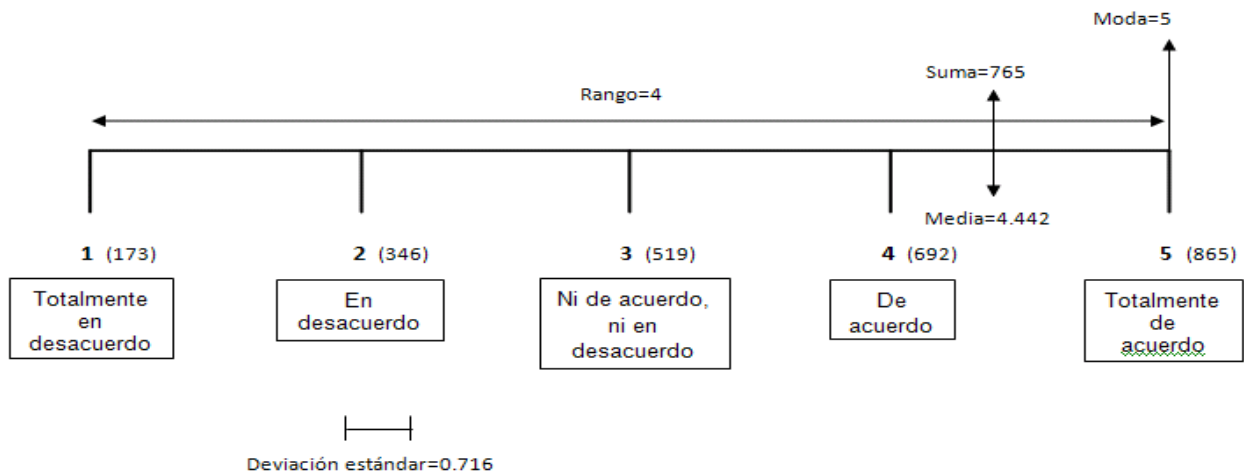 Moda=5
Suma=765
Rango=4
Media=4.442
1 (173)
2 (346)
3 (519)
4 (692)
5 (865)
Totalmente
en
desacuerdo
En
desacuerdo
Ni de acuerdo,
ni en
desacuerdo
De
acuerdo
Totalmente
de
acuerdo
Deviación estándar=0.716